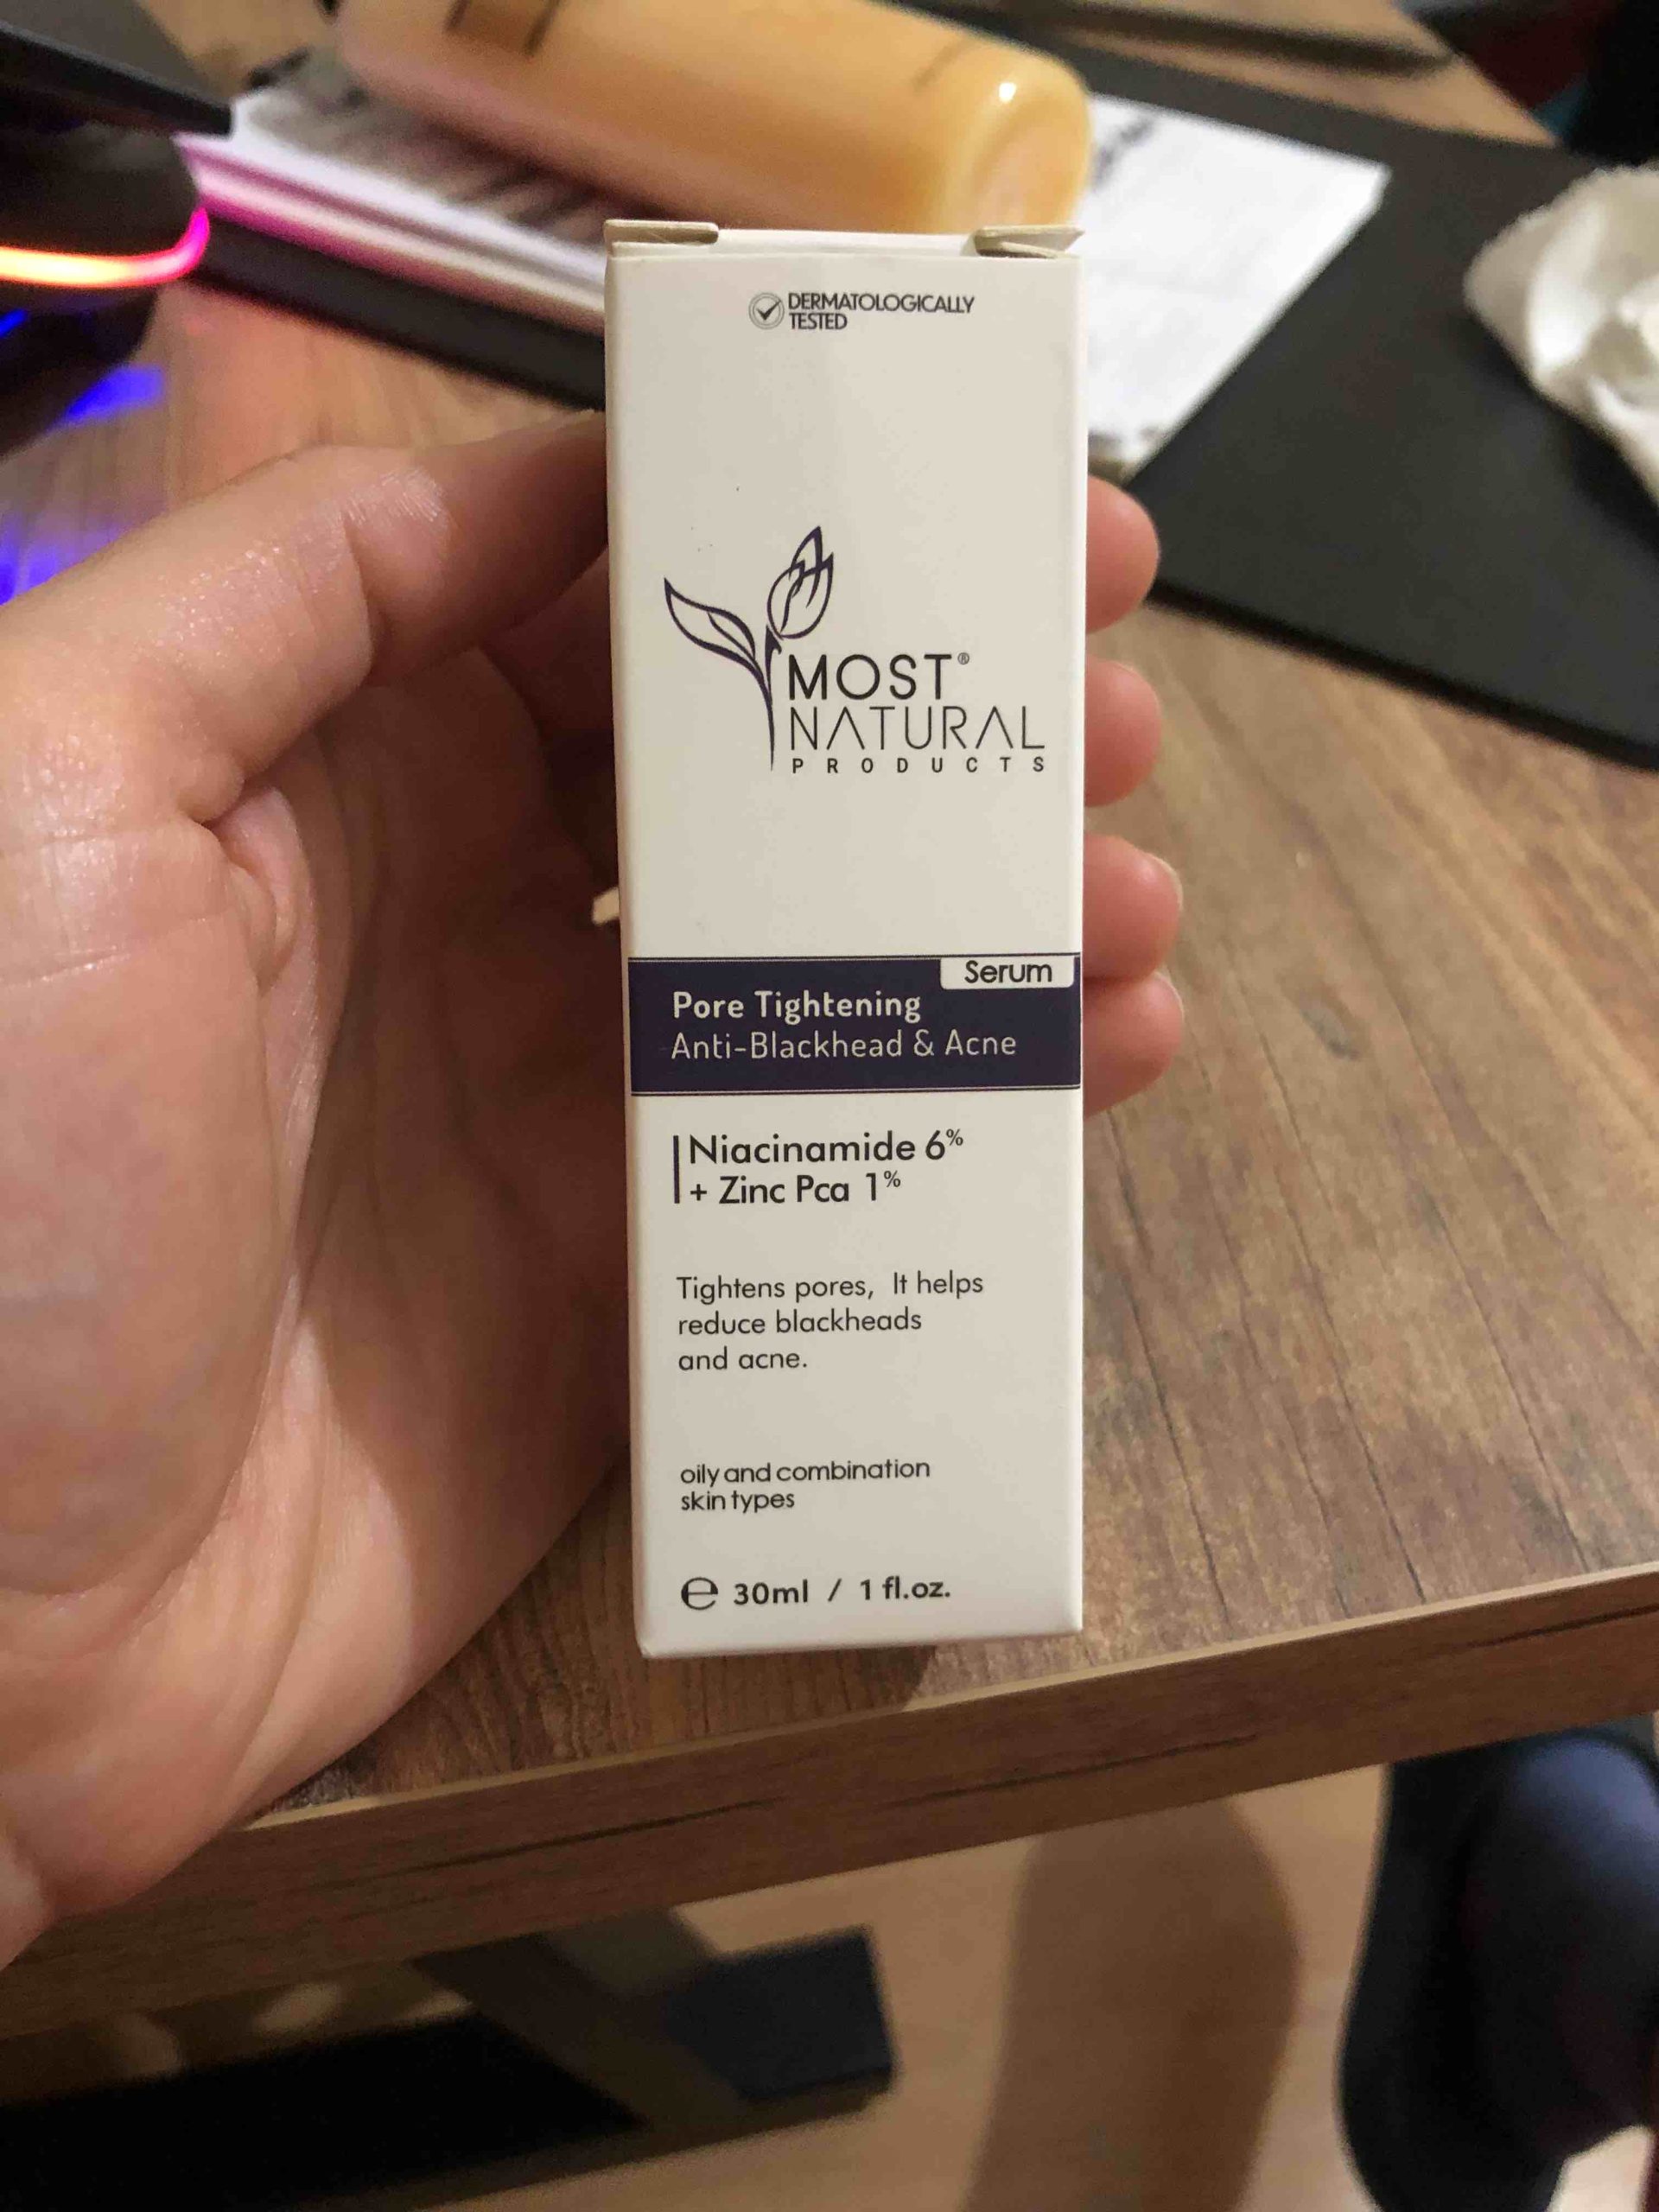 DERMATOLOGICALLY
TESTED
MOST®
NATURAL
PRODUCTS
Serum
Pore Tightening
Anti-Blackhead & Acne
Niacinamide 6%
+ Zinc Pca 1%
Tightens pores, It helps
reduce blackheads
and acne.
oily and combination
skin types
℮ 30ml / 1 fl.oz.